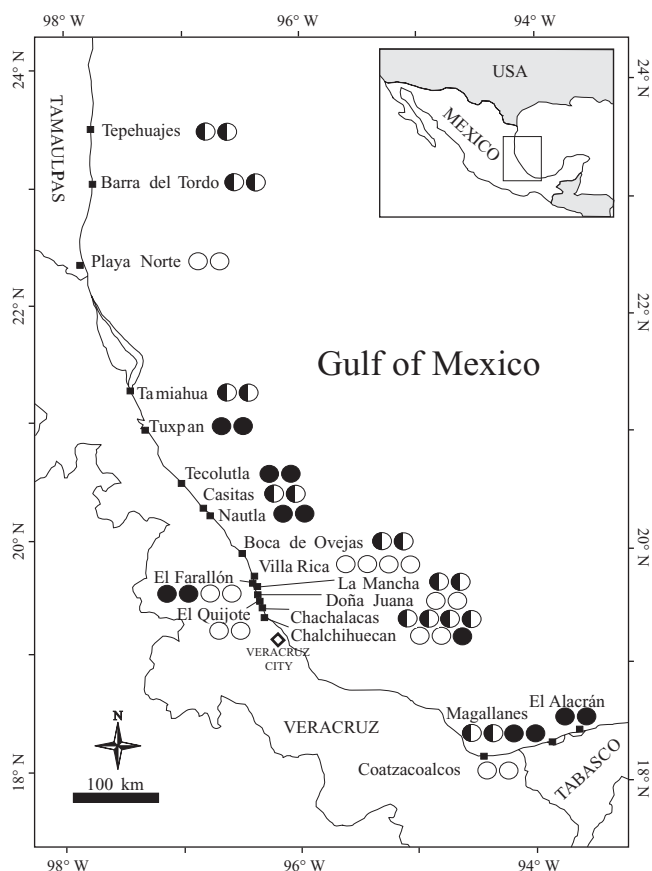 98° W
96° W
94° W
24° N
24° N
USA
MEXICO
TAMAULPAS
Tepehuajes
Barra del Tordo
Playa Norte
22° N
22° N
Gulf of Mexico
Tamiahua
Tuxpan
Tecolutla
Casitas
Nautla
20° N
20° N
Boca de Ovejas
Villa Rica
El Farallón
La Mancha
Doña Juana
El Quijote
Chachalacas
Chalchihuecan
VERACRUZ
CITY
VERACRUZ
Magallanes
El Alacrán
Coatzacoalcos
TABASCO
N
100 km
18° N
18° N
98° W
96° W
94° W